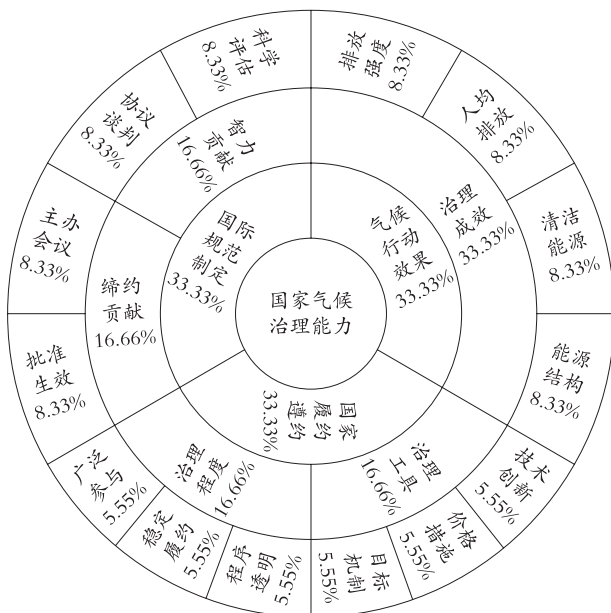 国家气候
治理能力
气候
行动
效果
33.33%
国家
履约
遵约
33.33%
国际
规范
制定
33.33%
治理
成效
33.33%
治理
工具
16.66%
治理
程度
16.66%
缔约
贡献
16.66%
智力
贡献
16.66%
排放
强度
8.33%
人均
排放
8.33%
清洁
能源
8.33%
能源
结构
8.33%
技术
创新
5.55%
价格
措施
5.55%
目标
机制
5.55%
程序
透明
5.55%
稳定
履约
5.55%
广泛
参与
5.55%
批准
生效
8.33%
主办
会议
8.33%
协议
谈判
8.33%
科学
评估
8.33%